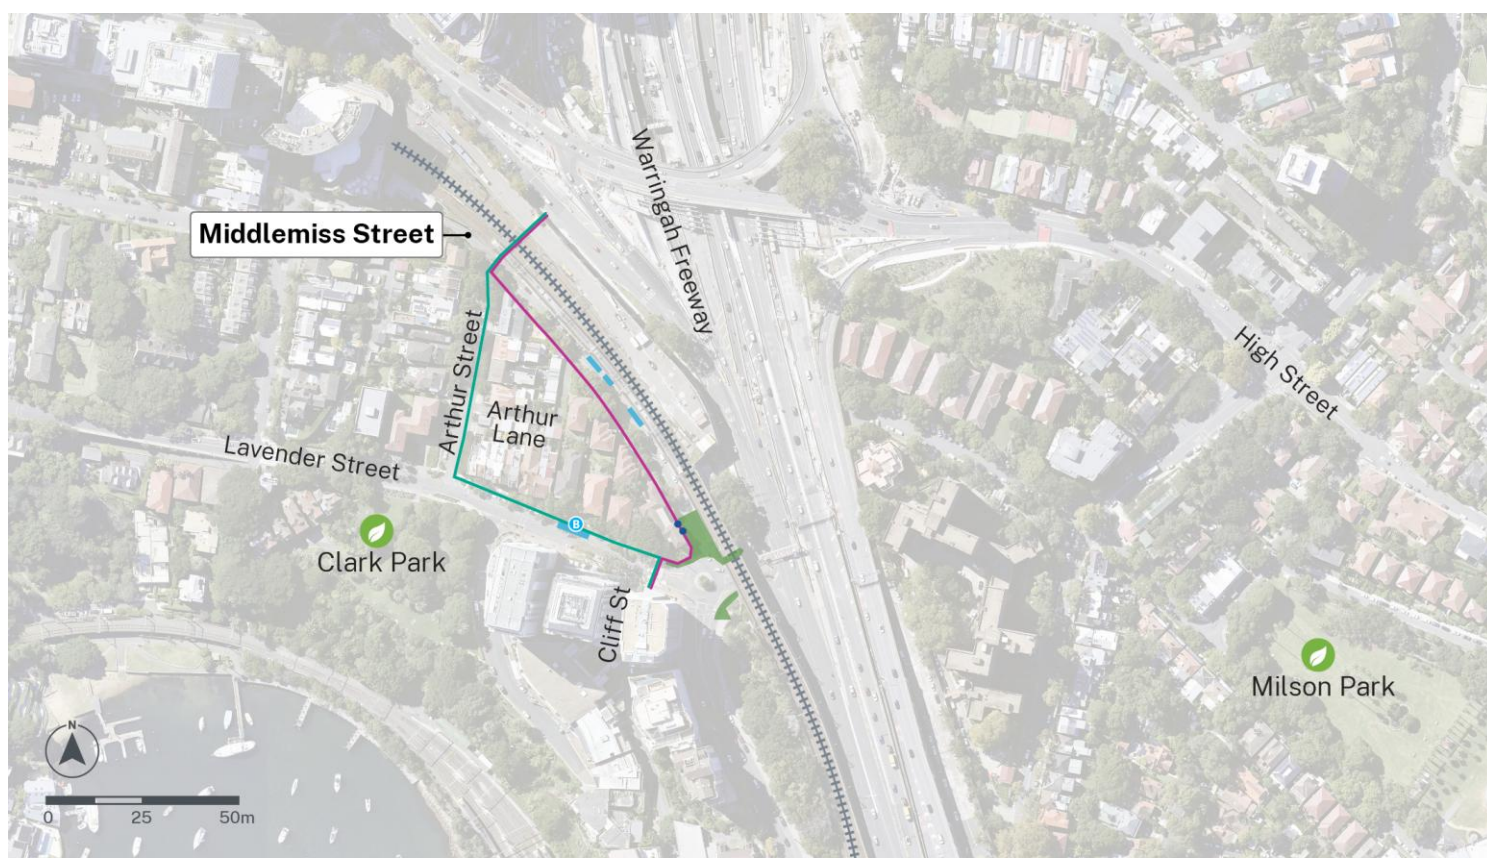 Warringah Freeway
Middlemiss Street
High Street
Arthur Street
Arthur
Lane
Lavender Street
B
Clark Park
Cliff St
Milson Park
N
0 25 50m